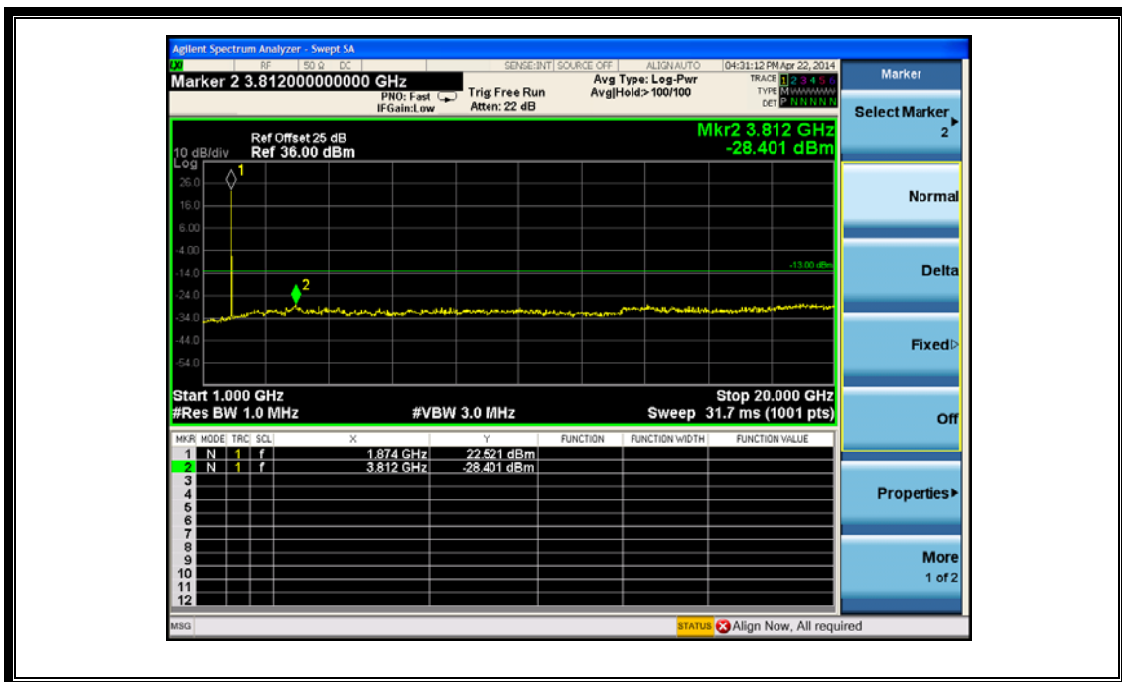 Agilent Spectrum Analyzer - Swept SA
LXI RF 50 Ω DC SENSE:INT SOURCE OFF ALIGNAUTO 04:31:12 PM Apr 22, 2014
Marker 2 3.812000000000 GHz
PNO: Fast
IFGain:Low
Trig: Free Run
Atten: 22 dB
Avg Type: Log-Pwr
Avg|Hold:> 100/100
TRACE 1 2 3 4 5 6
TYPE M WWWWW
DET P N N N N N
Mkr2 3.812 GHz
-28.401 dBm
Ref Offset 25 dB
10 dB/div Ref 36.00 dBm
Log
1
26.0
16.0
6.00
-4.00
-13.00 dBm
-14.0
2
-24.0
-34.0
-44.0
-54.0
Start 1.000 GHz Stop 20.000 GHz
#Res BW 1.0 MHz #VBW 3.0 MHz Sweep 31.7 ms (1001 pts)
MKR MODE TRC SCL X Y FUNCTION FUNCTION WIDTH FUNCTION VALUE
1 N 1 f 1.874 GHz 22.521 dBm
2 N 1 f 3.812 GHz -28.401 dBm
3
4
5
6
7
8
9
10
11
12
MSG STATUS Align Now, All required
Marker
Select Marker
2
Normal
Delta
Fixed
Off
Properties
More
1 of 2